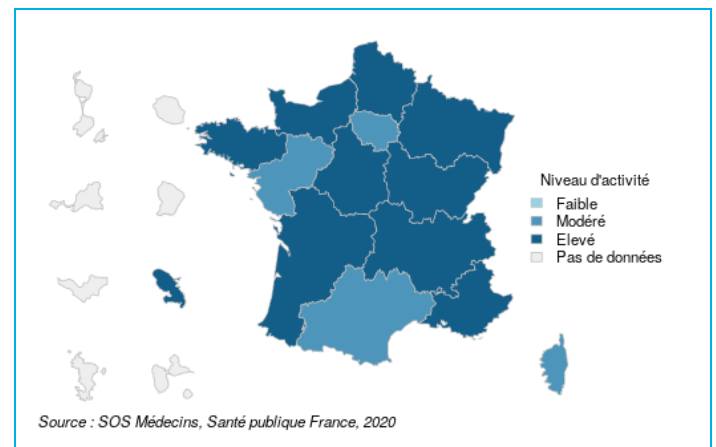 Niveau d'activité
Faible
Modéré
Elevé
Pas de données
Source : SOS Médecins, Santé publique France, 2020